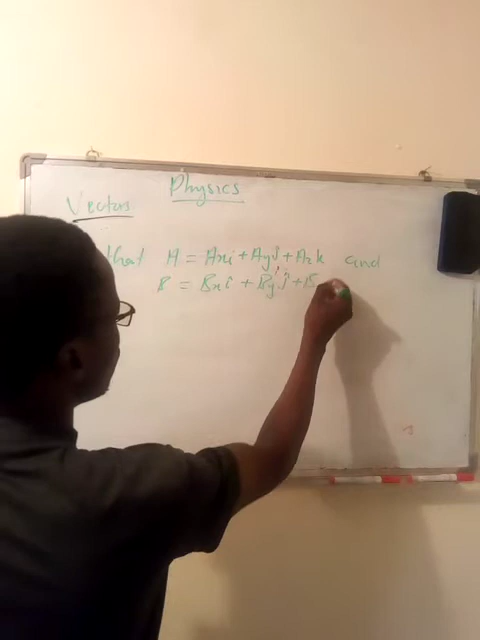 Physics
Vectors
that A = Axi + Ayj + Azk and
B = Bxi + Byj + B